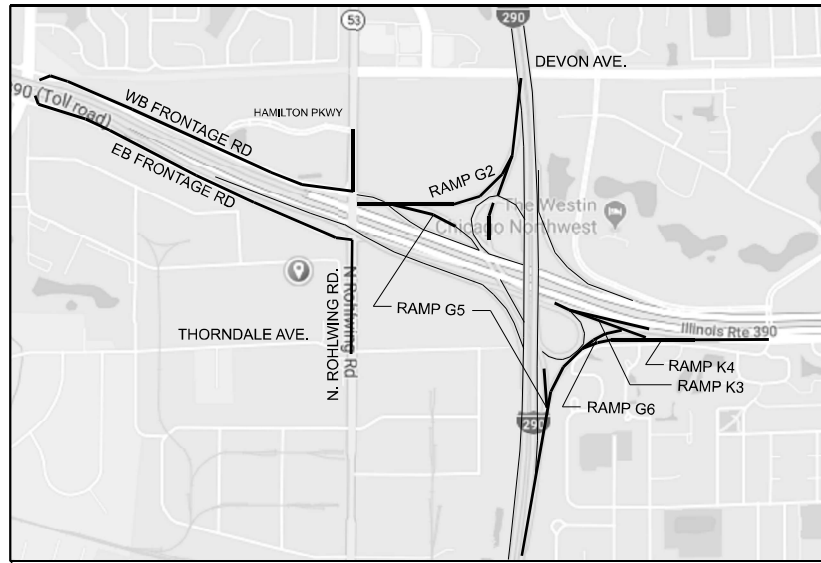 290
53
DEVON AVE.
90 (Toll road)
WB FRONTAGE RD
HAMILTON PKWY
EB FRONTAGE RD
RAMP G2
The Westin
Chicago Northwest
N. ROHLWING RD.
N Rohlwing Rd
RAMP G5
THORNDALE AVE.
Illinois Rte 390
RAMP K4
RAMP K3
RAMP G6
290